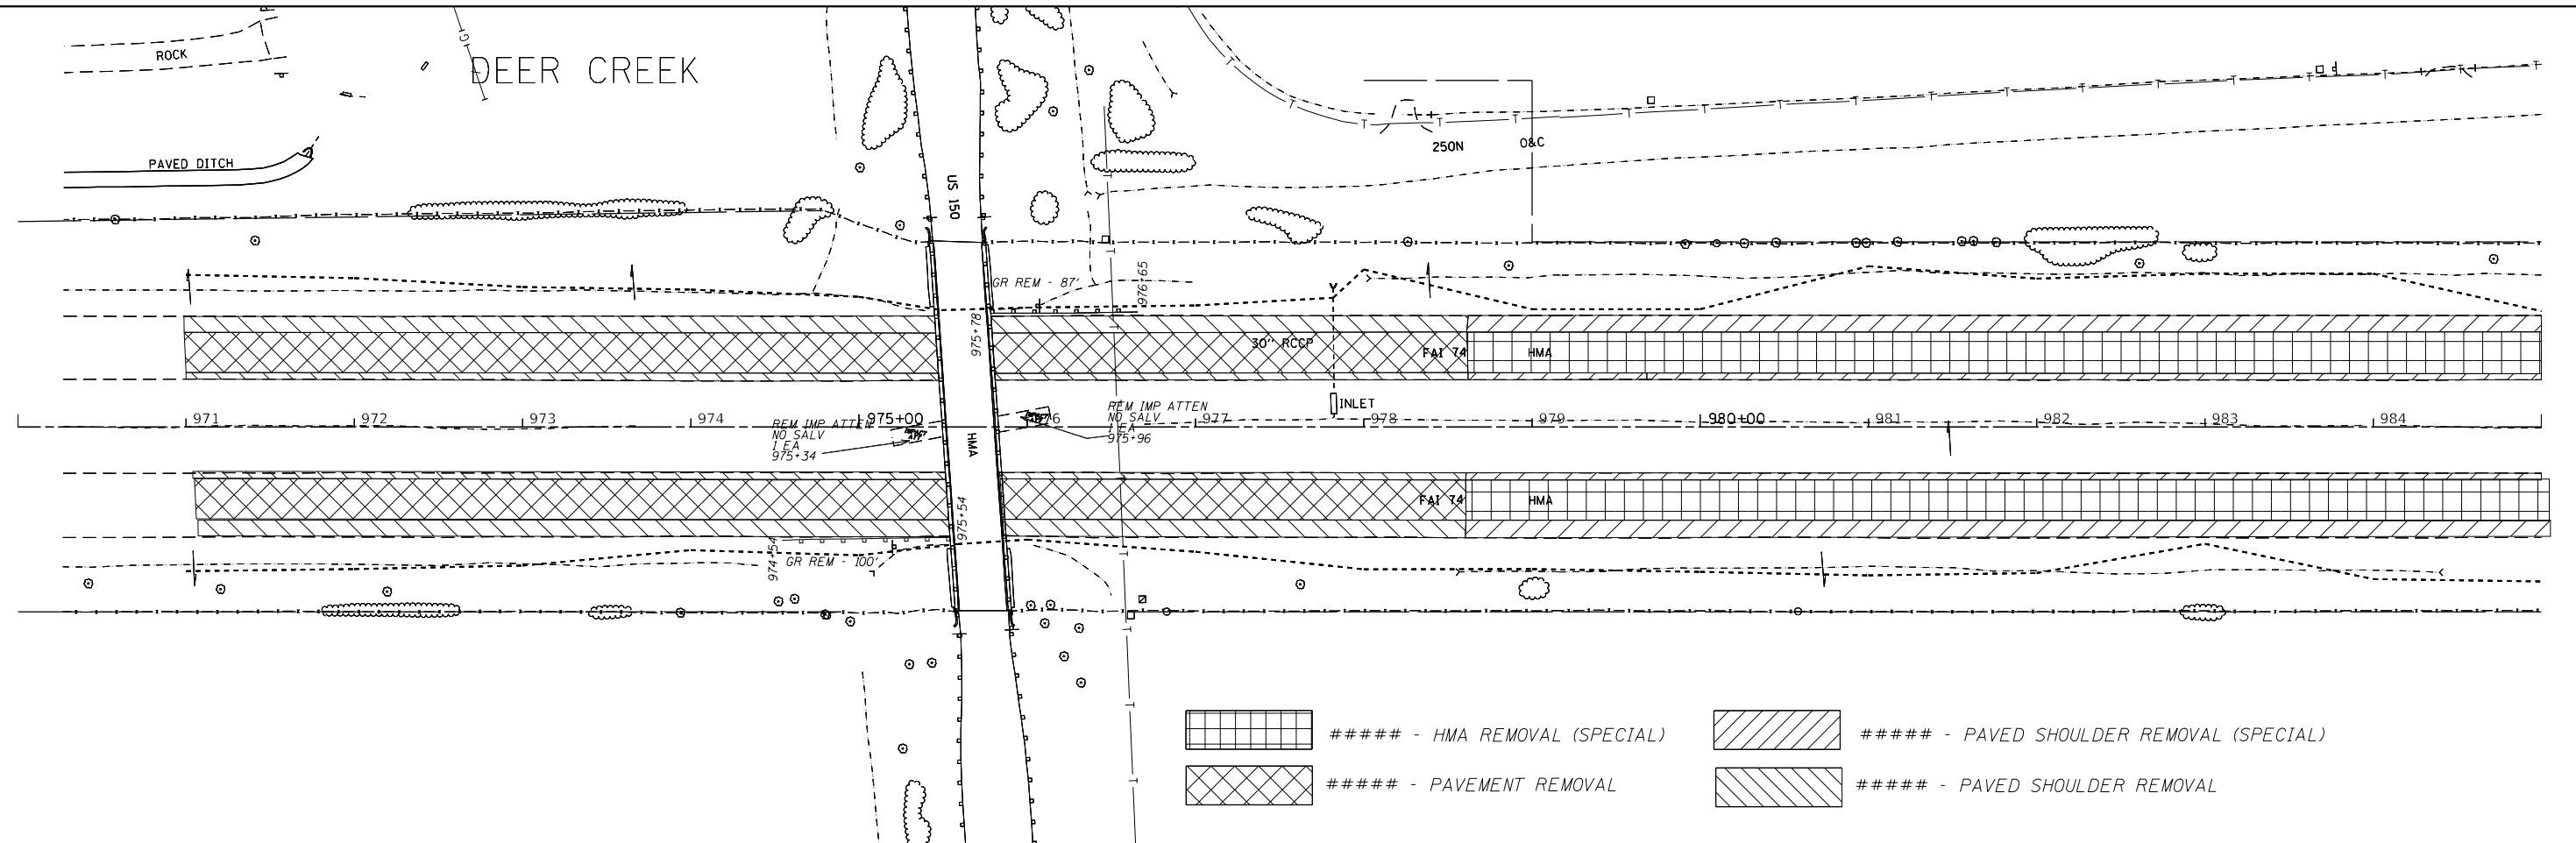 ROCK
DEER CREEK
PAVED DITCH
US 150
250N
O&C
GR REM - 87'
976+65
975+78
30'' RCCP
FAI 74
HMA
INLET
971
972
973
974
975+00
976
977
978
979
980+00
981
982
983
984
REM IMP ATTEN
NO SALV
1 EA
975+34
REM IMP ATTEN
NO SALV
1 EA
975+96
HMA
975+54
FAI 74
HMA
974+54
GR REM - 100'
##### - HMA REMOVAL (SPECIAL)
##### - PAVED SHOULDER REMOVAL (SPECIAL)
##### - PAVEMENT REMOVAL
##### - PAVED SHOULDER REMOVAL